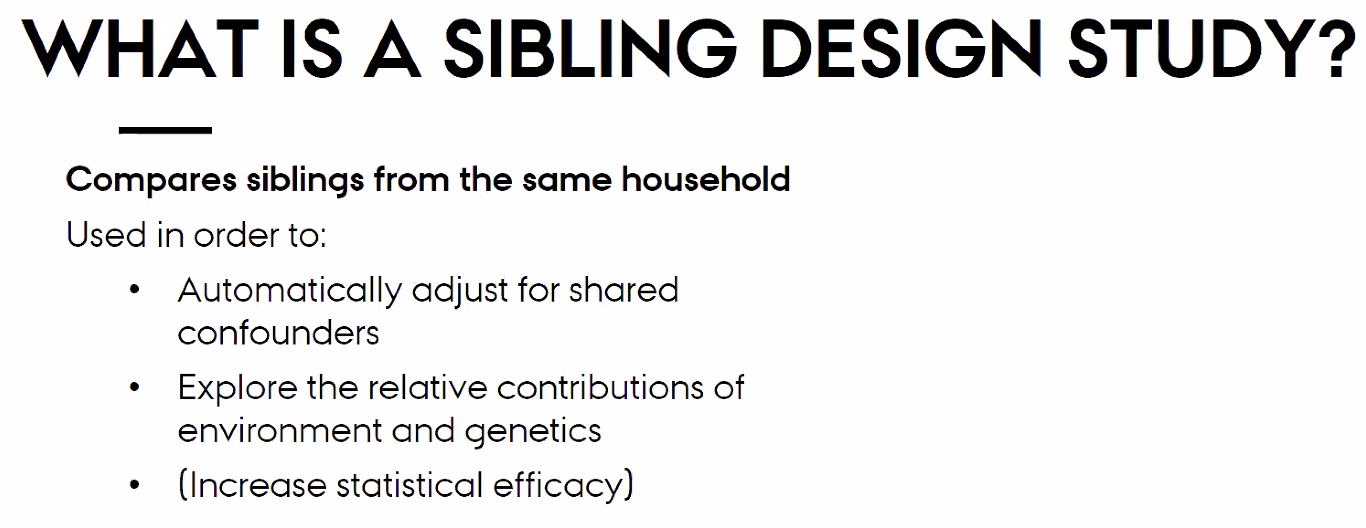 WHAT IS A SIBLING DESIGN STUDY?
Compares siblings from the same household
Used in order to:
• Automatically adjust for shared
confounders
• Explore the relative contributions of
environment and genetics
• (Increase statistical efficacy)